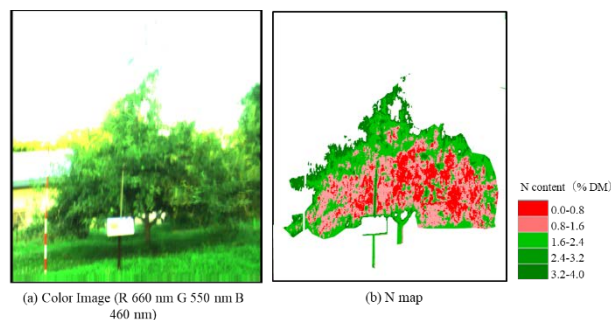 N content (% DM)
0.0-0.8
0.8-1.6
1.6-2.4
2.4-3.2
3.2-4.0
(a) Color Image (R 660 nm G 550 nm B
460 nm)
(b) N map